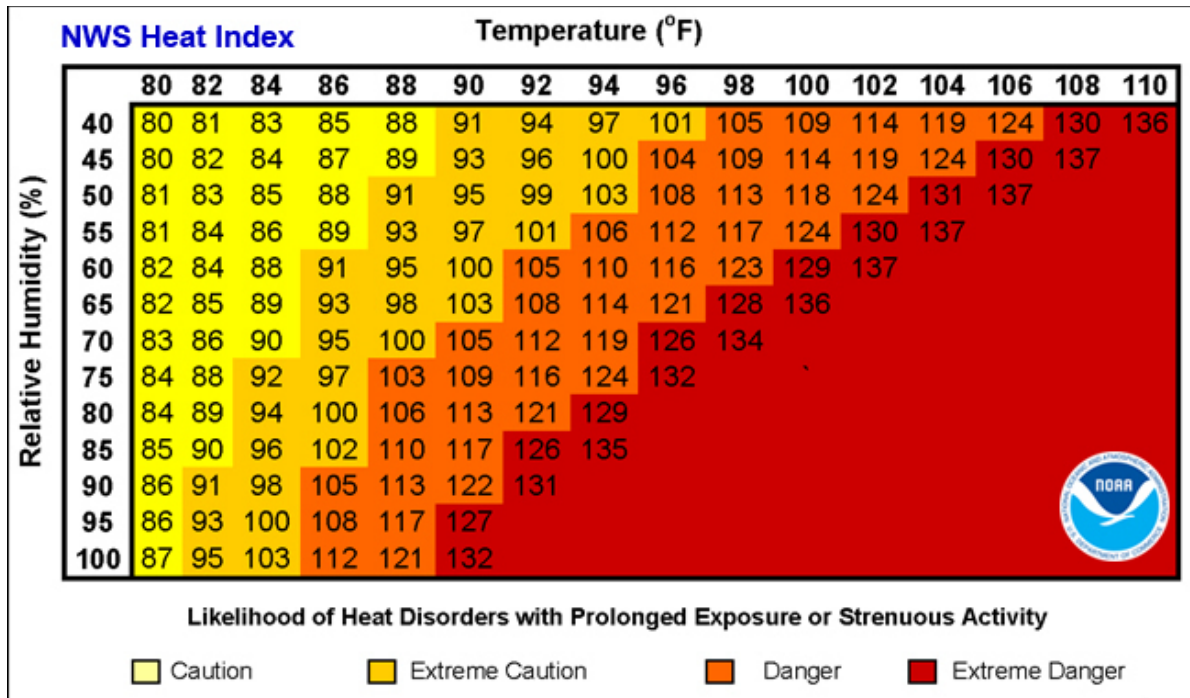 NWS Heat Index Temperature (°F)
80 82 84 86 88 90 92 94 96 98 100 102 104 106 108 110
Relative Humidity (%)
40 80 81 83 85 88 91 94 97 101 105 109 114 119 124 130 136
45 80 82 84 87 89 93 96 100 104 109 114 119 124 130 137
50 81 83 85 88 91 95 99 103 108 113 118 124 131 137
55 81 84 86 89 93 97 101 106 112 117 124 130 137
60 82 84 88 91 95 100 105 110 116 123 129 137
65 82 85 89 93 98 103 108 114 121 128 136
70 83 86 90 95 100 105 112 119 126 134
75 84 88 92 97 103 109 116 124 132
80 84 89 94 100 106 113 121 129
85 85 90 96 102 110 117 126 135
90 86 91 98 105 113 122 131
95 86 93 100 108 117 127
100 87 95 103 112 121 132
NATIONAL OCEANIC AND ATMOSPHERIC ADMINISTRATION
NOAA
U.S. DEPARTMENT OF COMMERCE
Likelihood of Heat Disorders with Prolonged Exposure or Strenuous Activity
Caution Extreme Caution Danger Extreme Danger